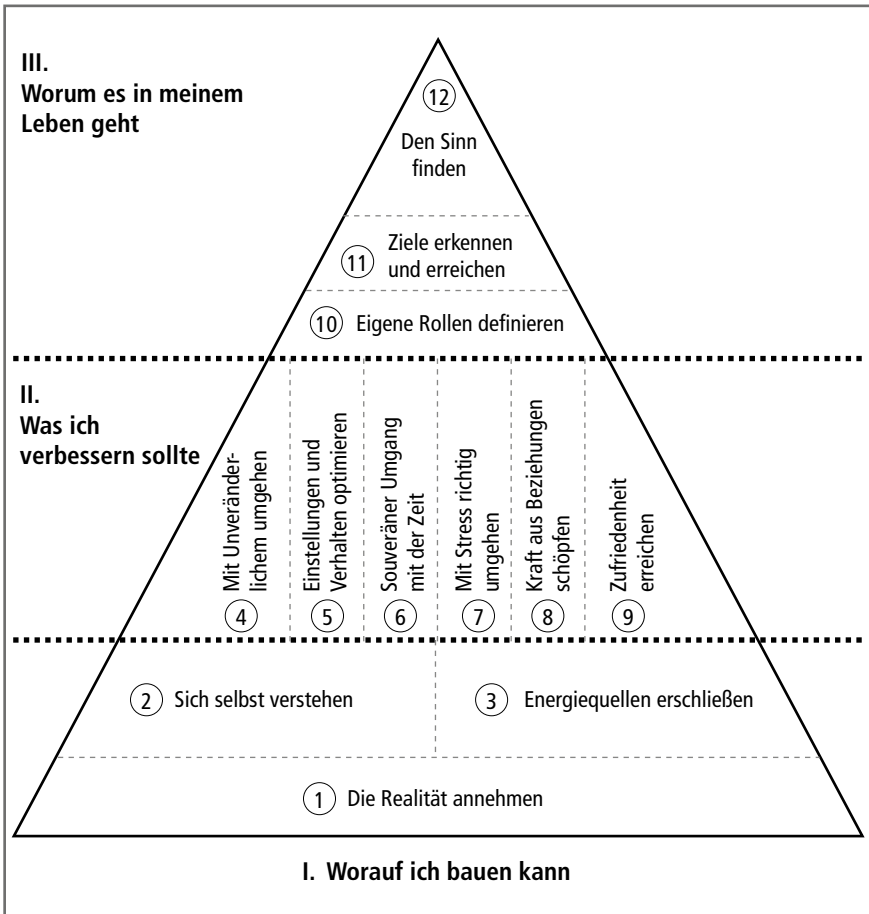 III.
Worum es in meinem
Leben geht
12
Den Sinn
finden
11
Ziele erkennen
und erreichen
10 Eigene Rollen definieren
II.
Was ich
verbessern sollte
Mit Unveränder-
lichem umgehen
4
Einstellungen und
Verhalten optimieren
5
Souveräner Umgang
mit der Zeit
6
Mit Stress richtig
umgehen
7
Kraft aus Beziehungen
schöpfen
8
Zufriedenheit
erreichen
9
2 Sich selbst verstehen
3 Energiequellen erschließen
1 Die Realität annehmen
I. Worauf ich bauen kann